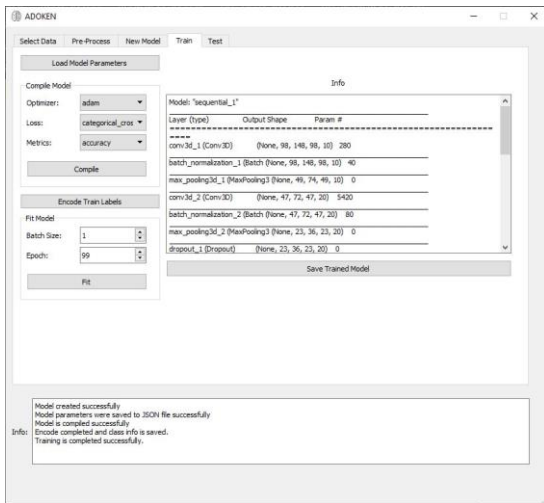 ADOKEN
Select Data Pre-Process New Model Train Test
Load Model Parameters
Compile Model
Optimizer: adam
Loss: categorical_cros
Metrics: accuracy
Compile
Encode Train Labels
Fit Model
Batch Size: 1
Epoch: 99
Fit
Info
Model: "sequential_1"
Layer (type) Output Shape Param #
conv3d_1 (Conv3D) (None, 98, 148, 98, 10) 280
batch_normalization_1 (Batch (None, 98, 148, 98, 10) 40
max_pooling3d_1 (MaxPooling3 (None, 49, 74, 49, 10) 0
conv3d_2 (Conv3D) (None, 47, 72, 47, 20) 5420
batch_normalization_2 (Batch (None, 47, 72, 47, 20) 80
max_pooling3d_2 (MaxPooling3 (None, 23, 36, 23, 20) 0
dropout_1 (Dropout) (None, 23, 36, 23, 20) 0
Save Trained Model
Info:
Model created successfully
Model parameters were saved to JSON file successfully
Model is compiled successfully
Encode completed and class info is saved.
Training is completed successfully.